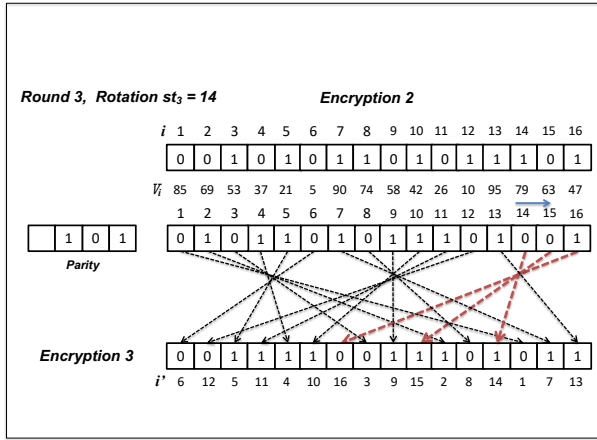 Round 3, Rotation st3 = 14
Encryption 2
i 1 2 3 4 5 6 7 8 9 10 11 12 13 14 15 16
0 0 1 0 1 0 1 1 0 1 0 1 1 1 0 1
Vi 85 69 53 37 21 5 90 74 58 42 26 10 95 79 63 47
1 2 3 4 5 6 7 8 9 10 11 12 13 14 15 16
1 0 1 0 1 0 1 1 0 1 0 1 1 1 0 1 0 0 1
Parity
Encryption 3 0 0 1 1 1 1 0 0 1 1 1 0 1 0 1 1
i' 6 12 5 11 4 10 16 3 9 15 2 8 14 1 7 13